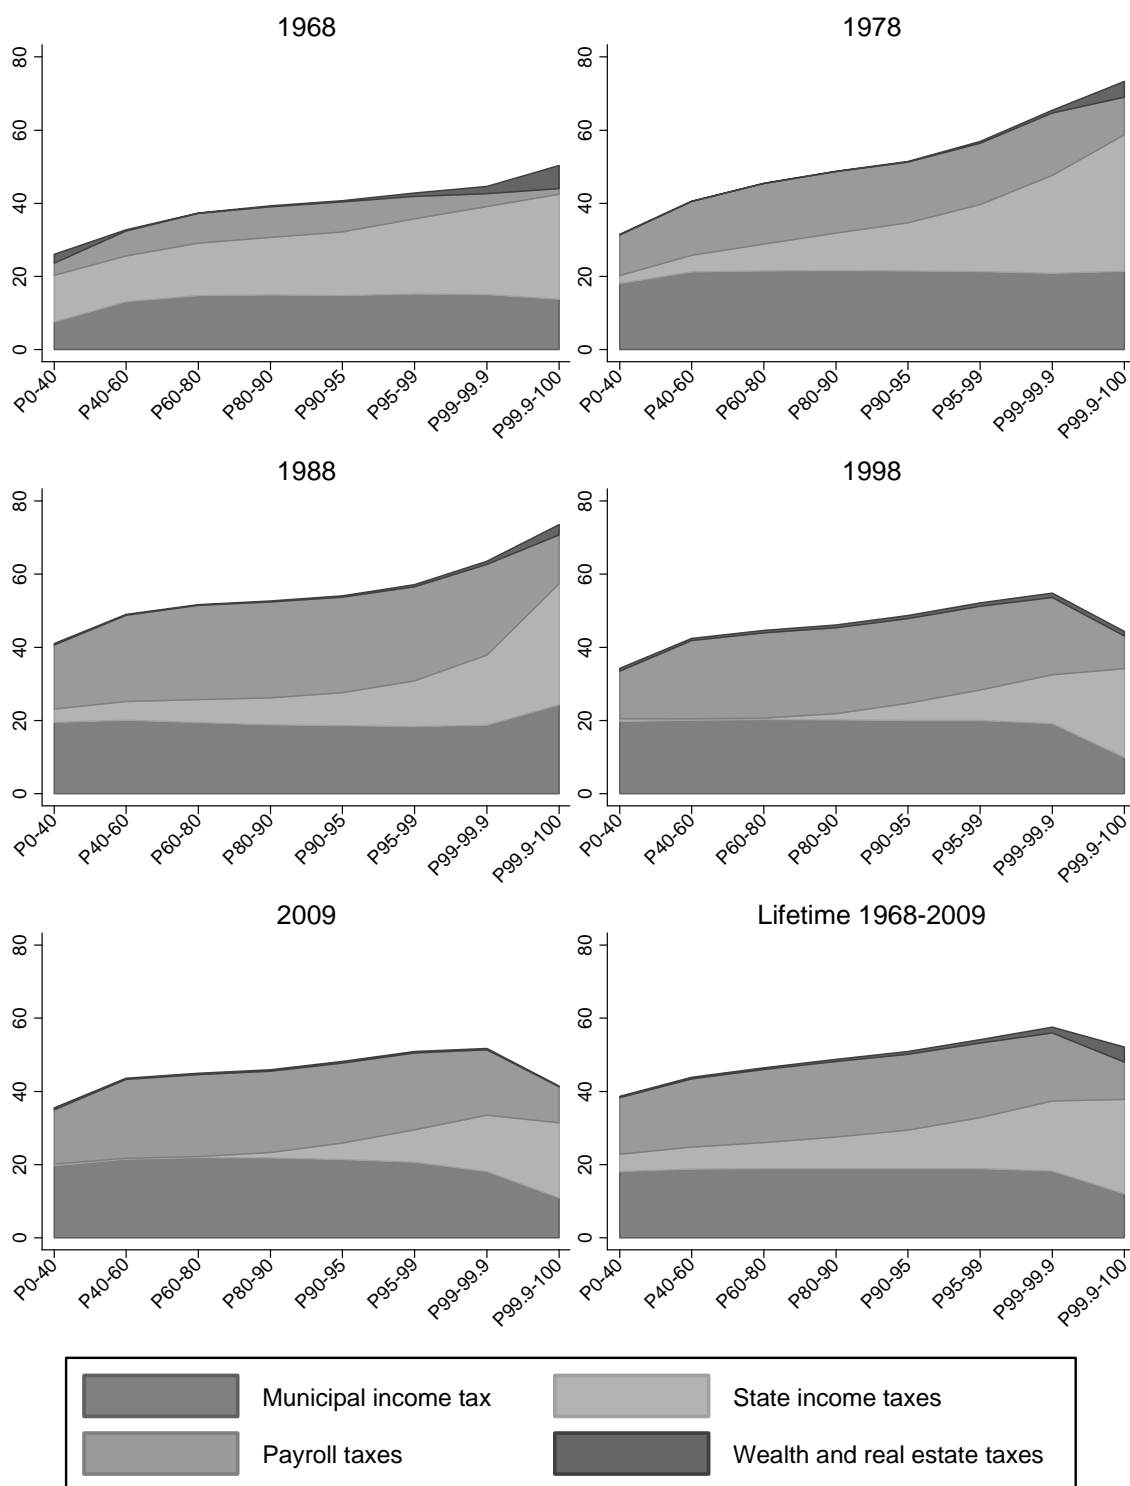 1968
80
60
40
20
0
P0-40
P40-60
P60-80
P80-90
P90-95
P95-99
P99-99.9
P99.9-100
1978
80
60
40
20
0
P0-40
P40-60
P60-80
P80-90
P90-95
P95-99
P99-99.9
P99.9-100
1988
80
60
40
20
0
P0-40
P40-60
P60-80
P80-90
P90-95
P95-99
P99-99.9
P99.9-100
1998
80
60
40
20
0
P0-40
P40-60
P60-80
P80-90
P90-95
P95-99
P99-99.9
P99.9-100
2009
80
60
40
20
0
P0-40
P40-60
P60-80
P80-90
P90-95
P95-99
P99-99.9
P99.9-100
Lifetime 1968-2009
80
60
40
20
0
P0-40
P40-60
P60-80
P80-90
P90-95
P95-99
P99-99.9
P99.9-100
Municipal income tax
State income taxes
Payroll taxes
Wealth and real estate taxes